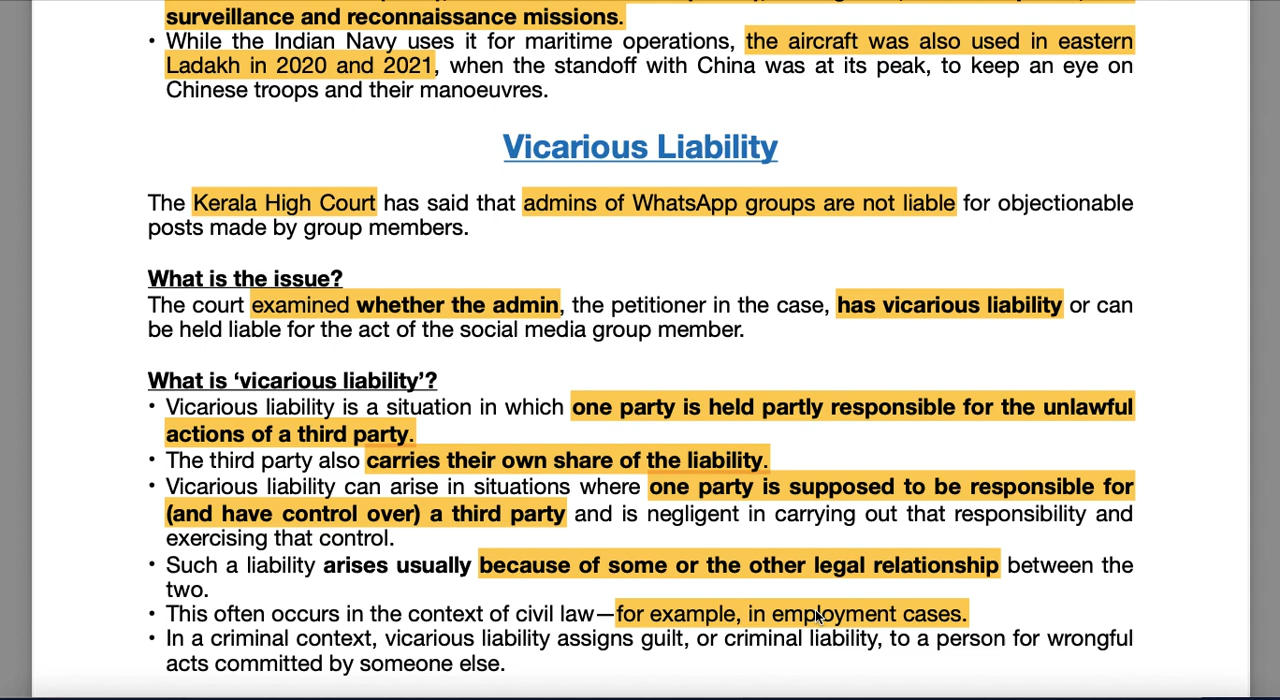 surveillance and reconnaissance missions.
• While the Indian Navy uses it for maritime operations, the aircraft was also used in eastern
Ladakh in 2020 and 2021, when the standoff with China was at its peak, to keep an eye on
Chinese troops and their manoeuvres.
Vicarious Liability
The Kerala High Court has said that admins of WhatsApp groups are not liable for objectionable
posts made by group members.
What is the issue?
The court examined whether the admin, the petitioner in the case, has vicarious liability or can
be held liable for the act of the social media group member.
What is ‘vicarious liability’?
• Vicarious liability is a situation in which one party is held partly responsible for the unlawful
actions of a third party.
• The third party also carries their own share of the liability.
• Vicarious liability can arise in situations where one party is supposed to be responsible for
(and have control over) a third party and is negligent in carrying out that responsibility and
exercising that control.
• Such a liability arises usually because of some or the other legal relationship between the
two.
• This often occurs in the context of civil law—for example, in employment cases.
• In a criminal context, vicarious liability assigns guilt, or criminal liability, to a person for wrongful
acts committed by someone else.